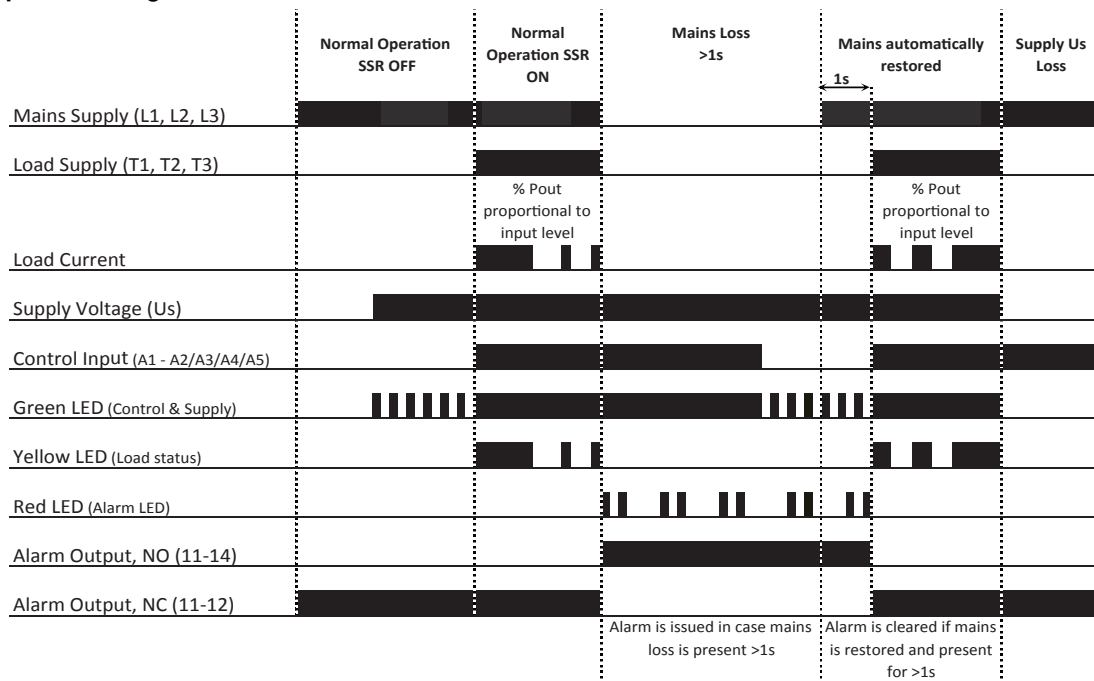 Normal Operation
SSR OFF
Normal
Operation SSR
ON
Mains Loss
>1s
Mains automatically
restored
Supply Us
Loss
1s
Mains Supply (L1, L2, L3)
Load Supply (T1, T2, T3)
% Pout
proportional to
input level
% Pout
proportional to
input level
Load Current
Supply Voltage (Us)
Control Input (A1 - A2/A3/A4/A5)
Green LED (Control & Supply)
Yellow LED (Load status)
Red LED (Alarm LED)
Alarm Output, NO (11-14)
Alarm Output, NC (11-12)
Alarm is issued in case mains
loss is present >1s
Alarm is cleared if mains
is restored and present
for >1s